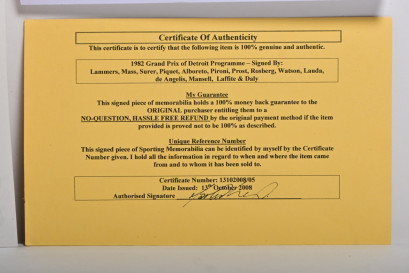 Certificate Of Authenticity
This certificate is to certify that the following item is 100% genuine and authentic.
1982 Grand Prix of Detroit Programme – Signed By:
Lammers, Mass, Surer, Piquet, Alboreto, Pironi, Prost, Rosberg, Watson, Lauda,
de Angelis, Mansell, Laffite & Daly
My Guarantee
This signed piece of memorabilia holds a 100% money back guarantee to the
ORIGINAL purchaser entitling them to a
NO-QUESTION, HASSLE FREE REFUND by the original payment method if the item
provided is proved not to be 100% as described.
Unique Reference Number
This signed piece of Sporting Memorabilia can be identified by myself by the Certificate
Number given. I hold all the information in regard to when and where the item came
from and to whom it has been sold to.
Certificate Number: 13102008/05
Date Issued: 13th October 2008
Authorised Signature